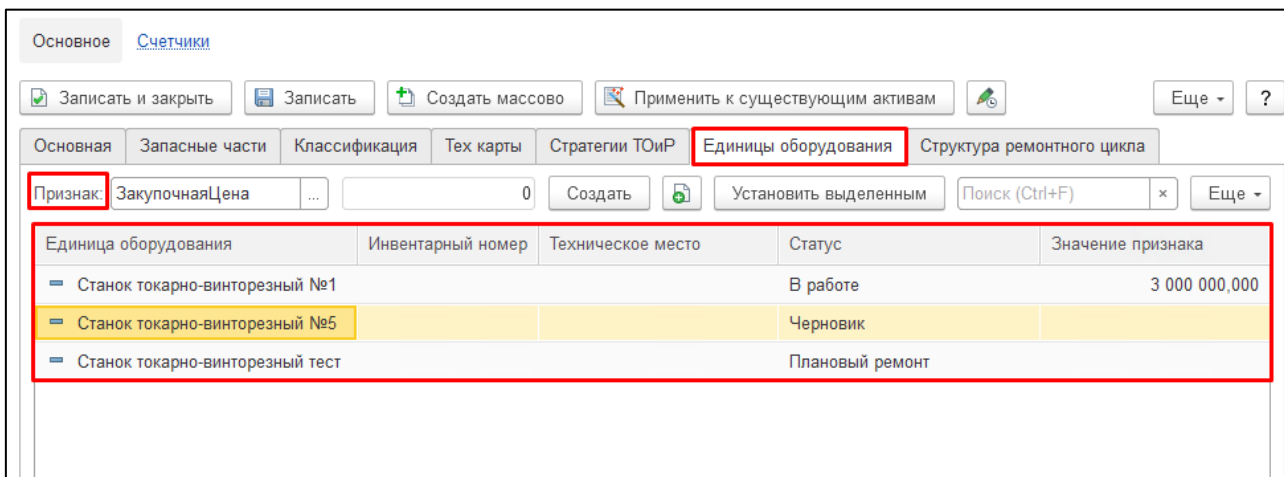 Основное Счетчики
Записать и закрыть Записать Создать массово Применить к существующим активам Еще ?
Основная Запасные части Классификация Тех карты Стратегии ТОиР Единицы оборудования Структура ремонтного цикла
Признак: ЗакупочнаяЦена ... 0 Создать Установить выделенным Поиск (Ctrl+F) × Еще
Единица оборудования Инвентарный номер Техническое место Статус Значение признака
Станок токарно-винторезный №1 В работе 3 000 000,000
Станок токарно-винторезный №5 Черновик
Станок токарно-винторезный тест Плановый ремонт